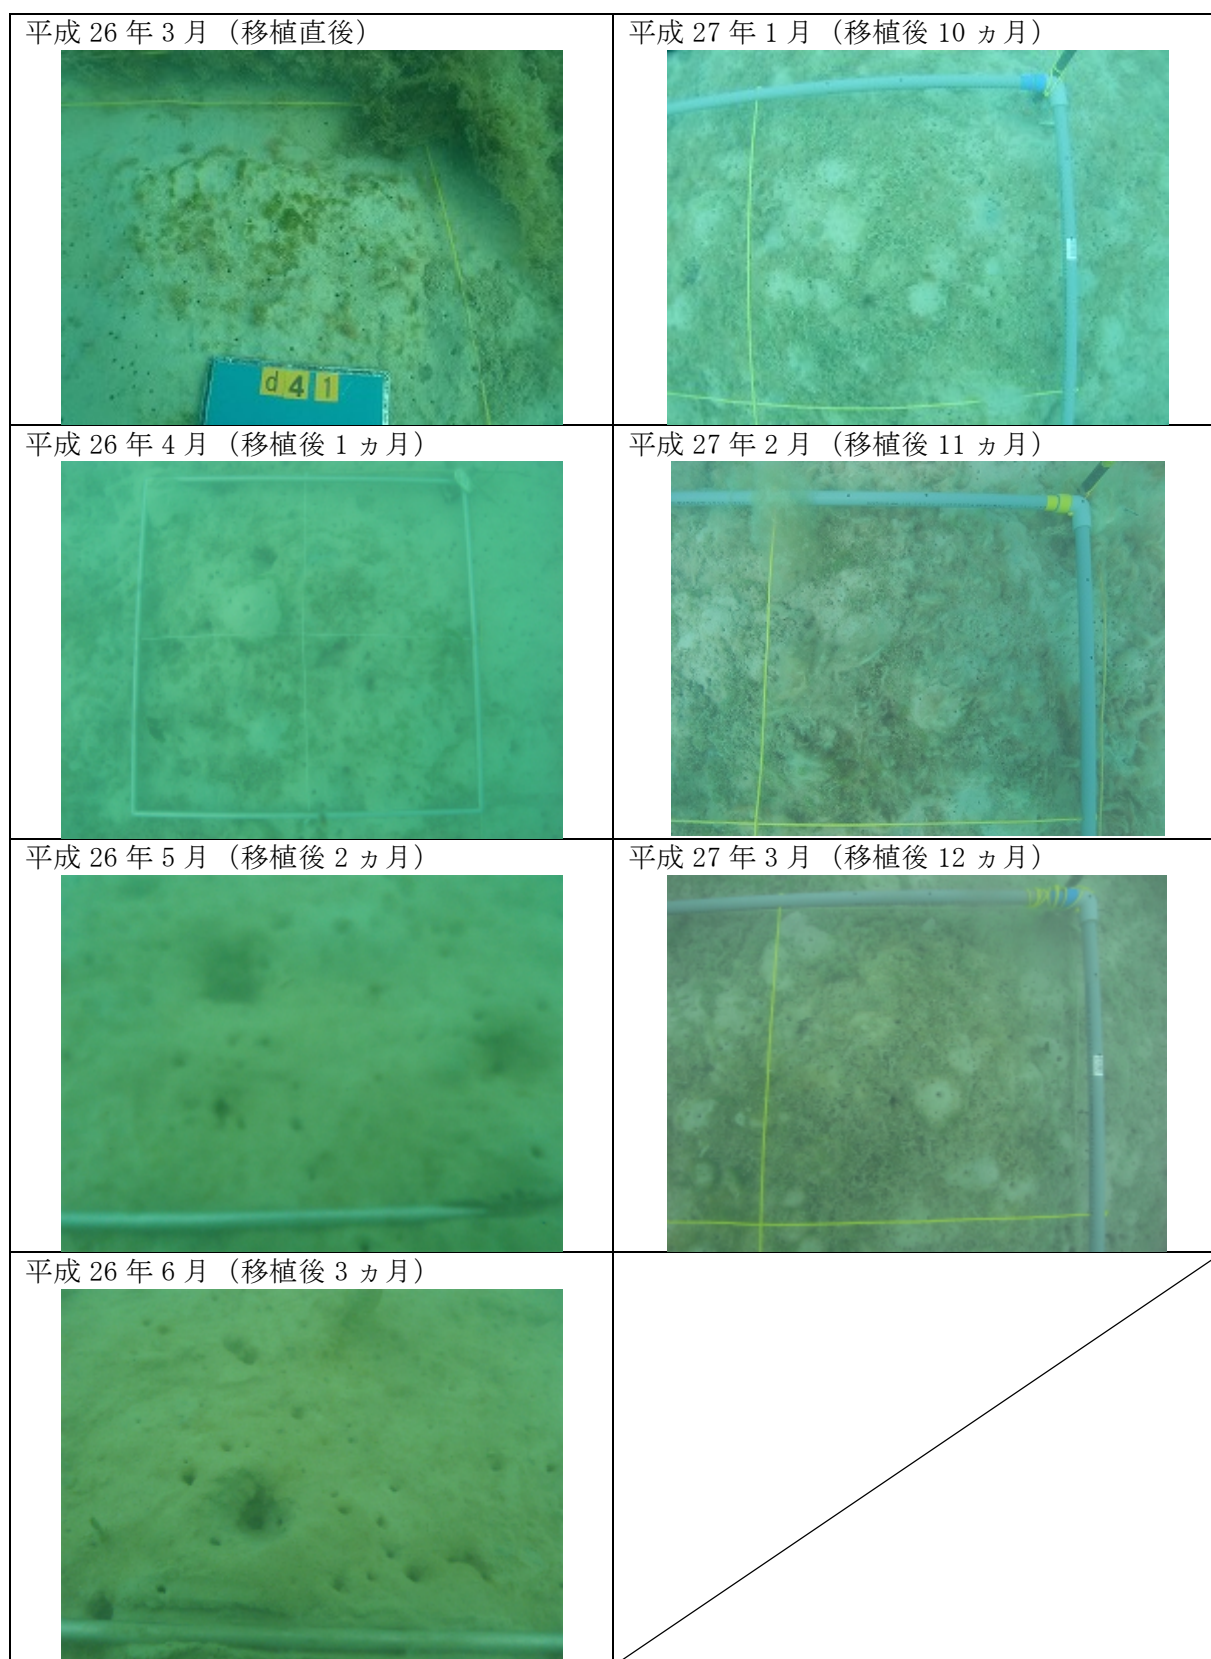 平成 26 年 3 月（移植直後）
d 4 1
平成 26 年 4 月（移植後 1 ヵ月）
平成 26 年 5 月（移植後 2 ヵ月）
平成 26 年 6 月（移植後 3 ヵ月）
平成 27 年 1 月（移植後 10 ヵ月）
平成 27 年 2 月（移植後 11 ヵ月）
平成 27 年 3 月（移植後 12 ヵ月）